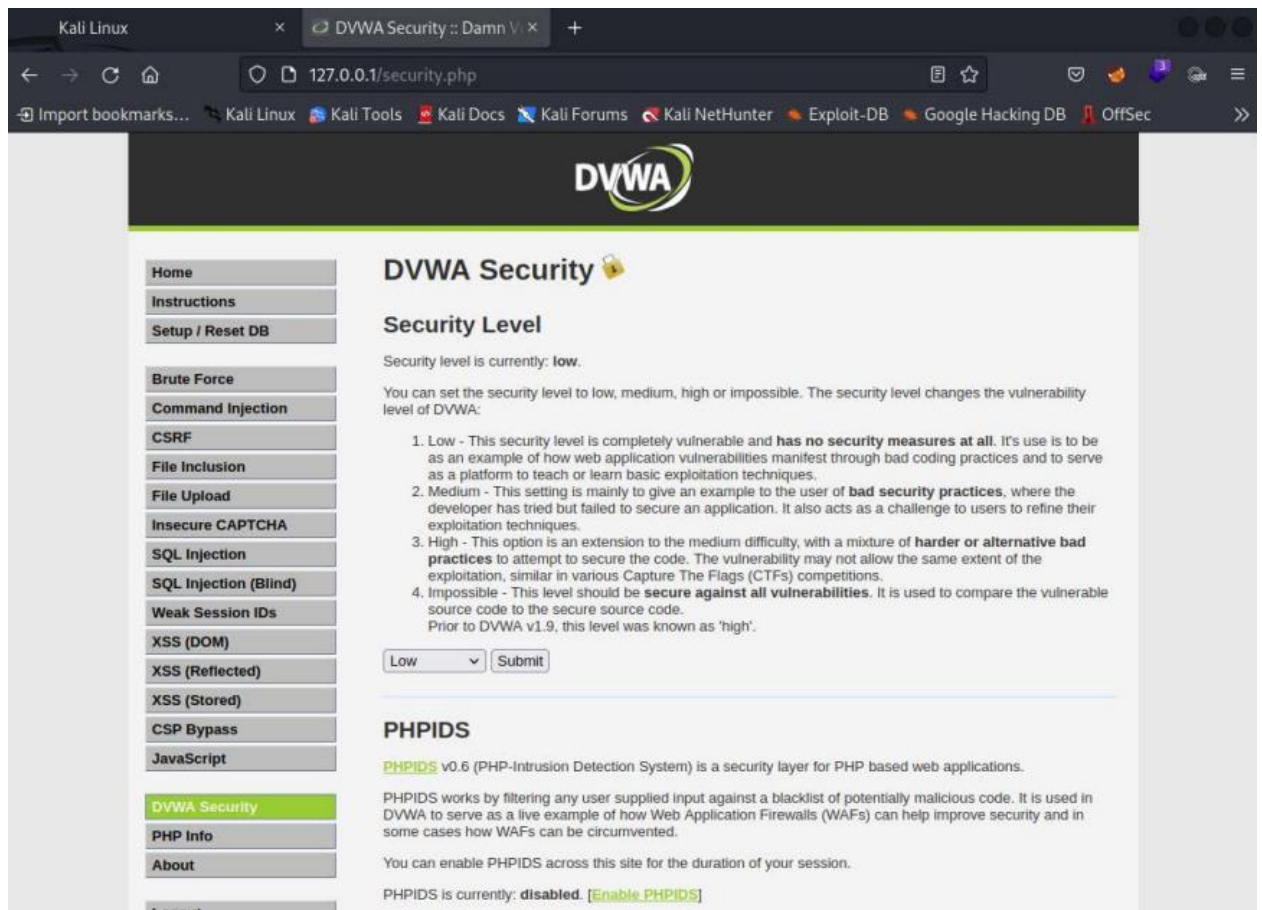 Kali Linux
DVWA Security :: Damn V
127.0.0.1/security.php
3
Import bookmarks... Kali Linux Kali Tools Kali Docs Kali Forums Kali NetHunter Exploit-DB Google Hacking DB OffSec
DVWA
Home
Instructions
Setup / Reset DB
Brute Force
Command Injection
CSRF
File Inclusion
File Upload
Insecure CAPTCHA
SQL Injection
SQL Injection (Blind)
Weak Session IDs
XSS (DOM)
XSS (Reflected)
XSS (Stored)
CSP Bypass
JavaScript
DVWA Security
PHP Info
About
DVWA Security
Security Level
Security level is currently: low.
You can set the security level to low, medium, high or impossible. The security level changes the vulnerability
level of DVWA:
1. Low - This security level is completely vulnerable and has no security measures at all. It's use is to be
as an example of how web application vulnerabilities manifest through bad coding practices and to serve
as a platform to teach or learn basic exploitation techniques.
2. Medium - This setting is mainly to give an example to the user of bad security practices, where the
developer has tried but failed to secure an application. It also acts as a challenge to users to refine their
exploitation techniques.
3. High - This option is an extension to the medium difficulty, with a mixture of harder or alternative bad
practices to attempt to secure the code. The vulnerability may not allow the same extent of the
exploitation, similar in various Capture The Flags (CTFs) competitions.
4. Impossible - This level should be secure against all vulnerabilities. It is used to compare the vulnerable
source code to the secure source code.
Prior to DVWA v1.9, this level was known as 'high'.
Low Submit
PHPIDS
PHPIDS v0.6 (PHP-Intrusion Detection System) is a security layer for PHP based web applications.
PHPIDS works by filtering any user supplied input against a blacklist of potentially malicious code. It is used in
DVWA to serve as a live example of how Web Application Firewalls (WAFs) can help improve security and in
some cases how WAFs can be circumvented.
You can enable PHPIDS across this site for the duration of your session.
PHPIDS is currently: disabled. [Enable PHPIDS]